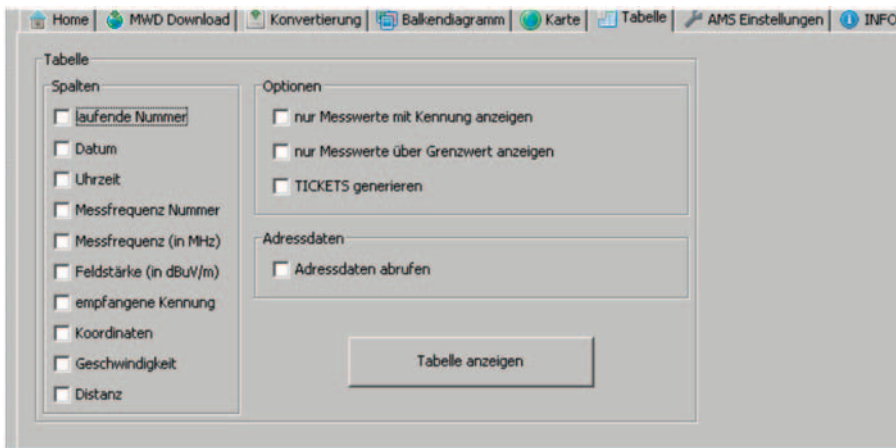 Home MWD Download Konvertierung Balkendiagramm Karte Tabelle AMS Einstellungen INFO
Tabelle
Spalten
laufende Nummer
Datum
Uhrzeit
Messfrequenz Nummer
Messfrequenz (in MHz)
Feldstärke (in dBuV/m)
empfangene Kennung
Koordinaten
Geschwindigkeit
Distanz
Optionen
nur Messwerte mit Kennung anzeigen
nur Messwerte über Grenzwert anzeigen
TICKETS generieren
Adressdaten
Adressdaten abrufen
Tabelle anzeigen